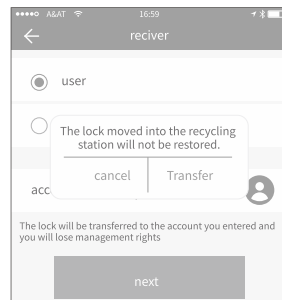 A&AT 16:59
reciver
user
The lock moved into the recycling
station will not be restored.
cancel Transfer
acc
The lock will be transferred to the account you entered and
you will lose management rights
next